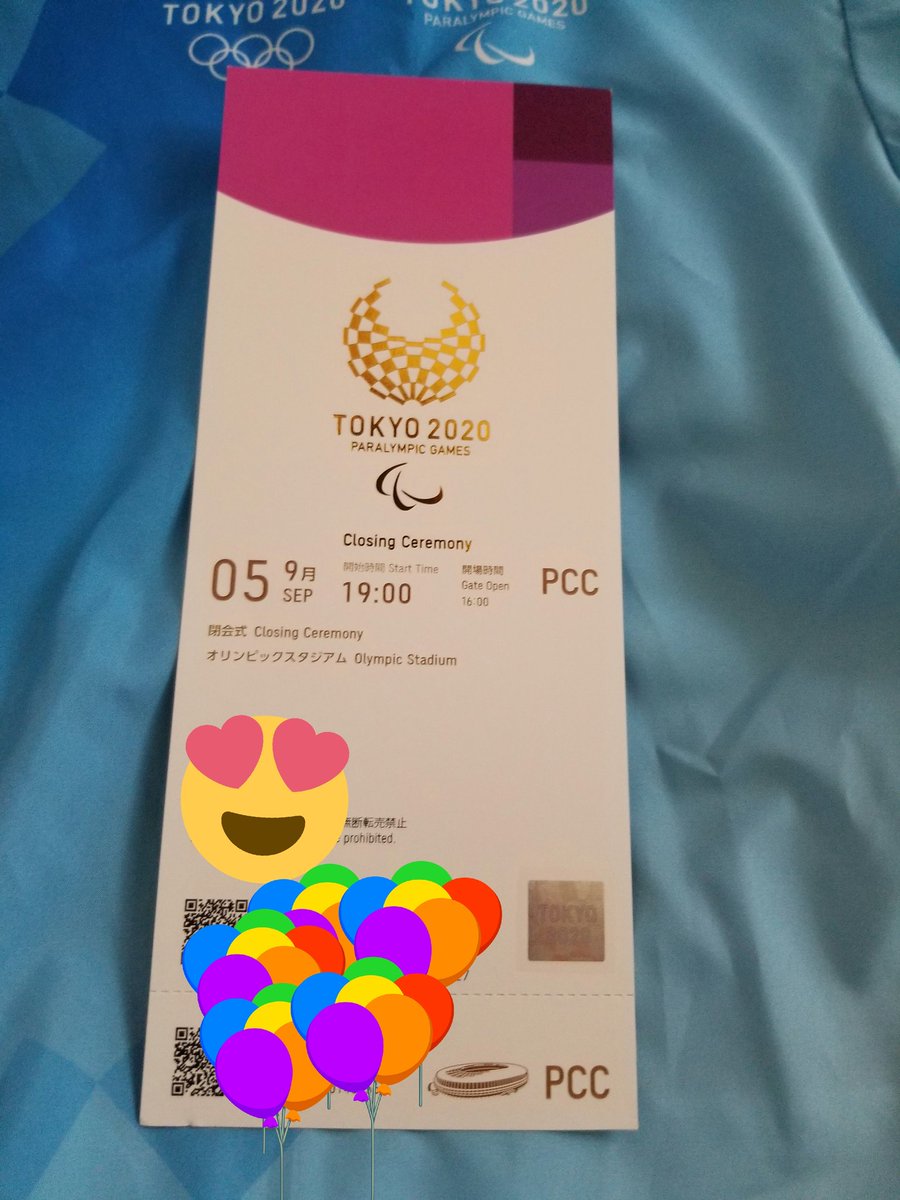 TOKYO 2020
TOKYO 2020
PARALYMPIC GAMES
TOKYO 2020
PARALYMPIC GAMES
Closing Ceremony
05 9月 SEP
開始時間 Start Time
19:00
開場時間
Gate Open
16:00
PCC
閉会式 Closing Ceremony
オリンピックスタジアム Olympic Stadium
無断転売禁止
prohibited.
TOKYO
2020
PCC